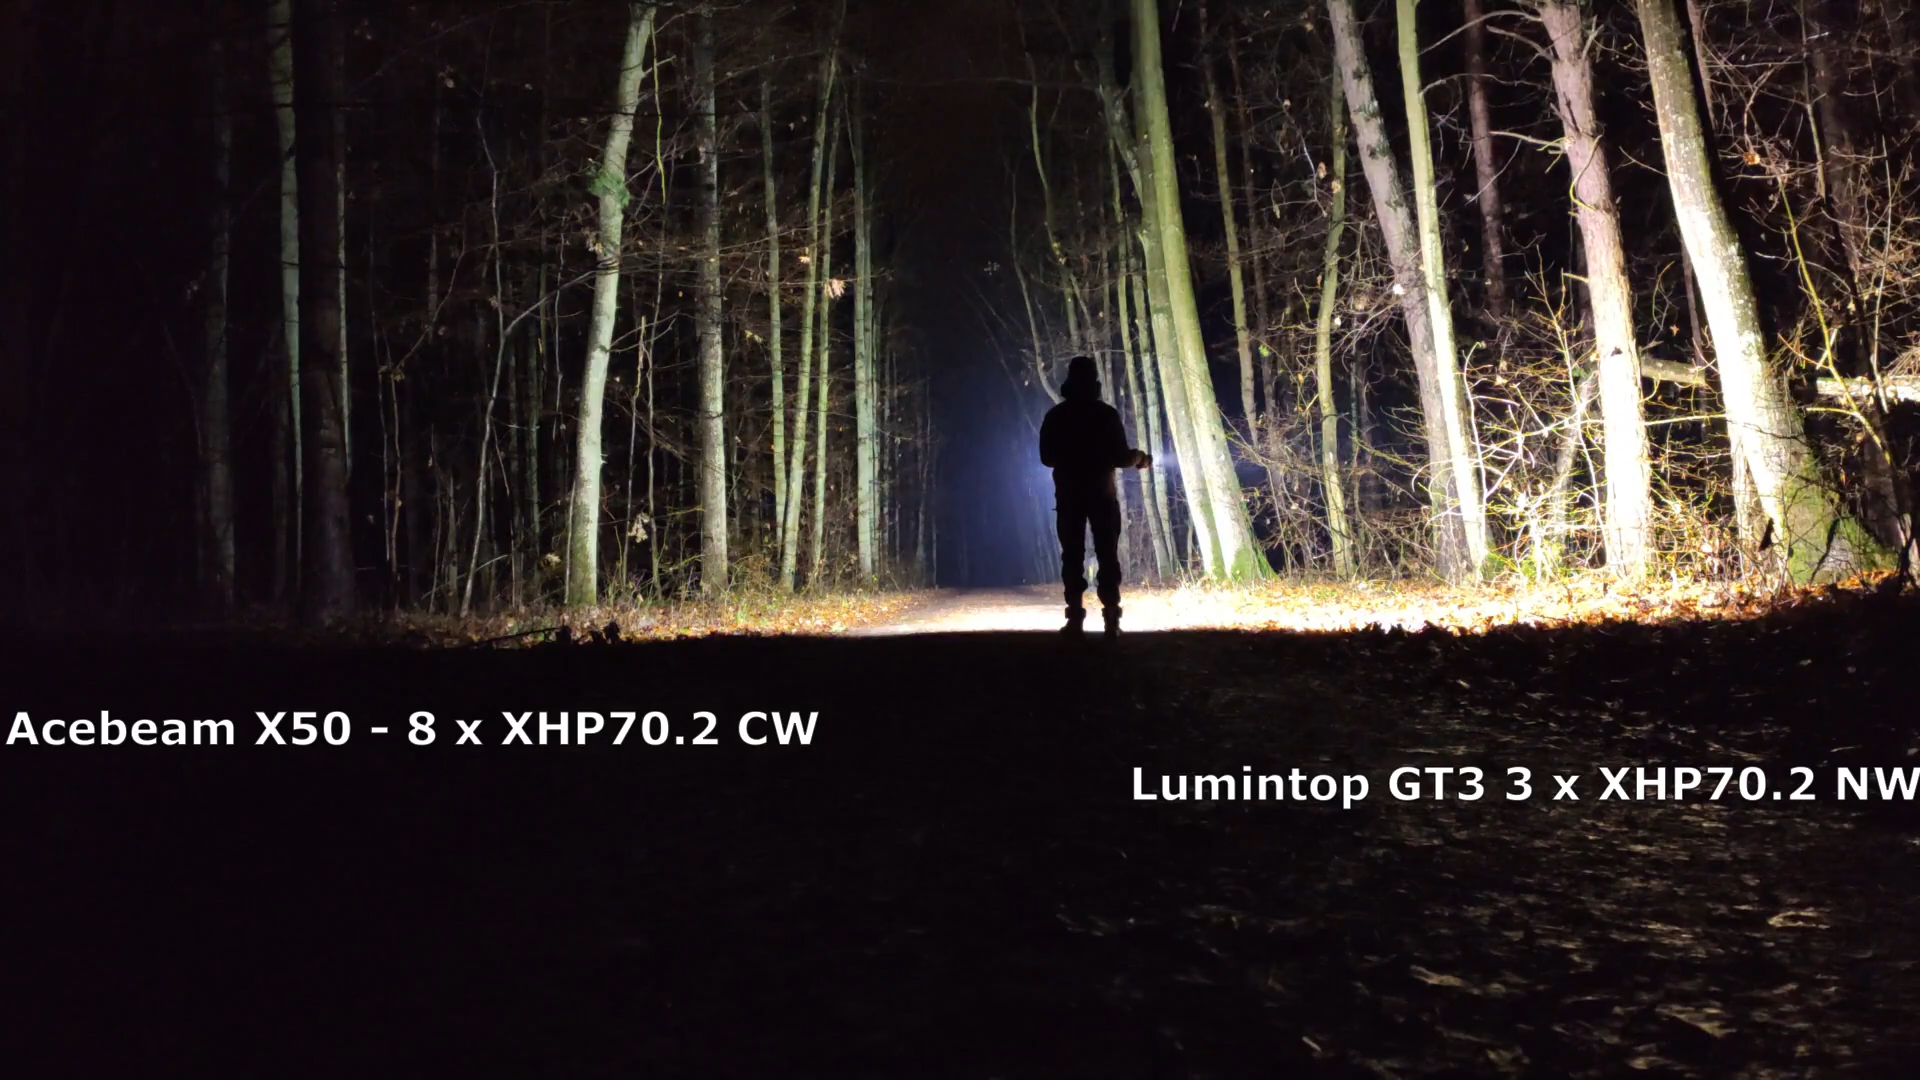 Acebeam X50 - 8 x XHP70.2 CW
Lumintop GT3 3 x XHP70.2 NW